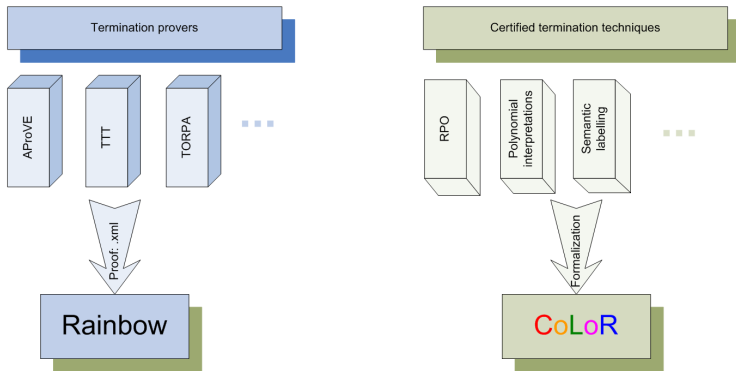 Termination provers
Certified termination techniques
AProVE
TTT
TORPA
RPO
Polynomial
interpretations
Semantic
labelling
Proof: .xml
Formalization
Rainbow
CoLoR